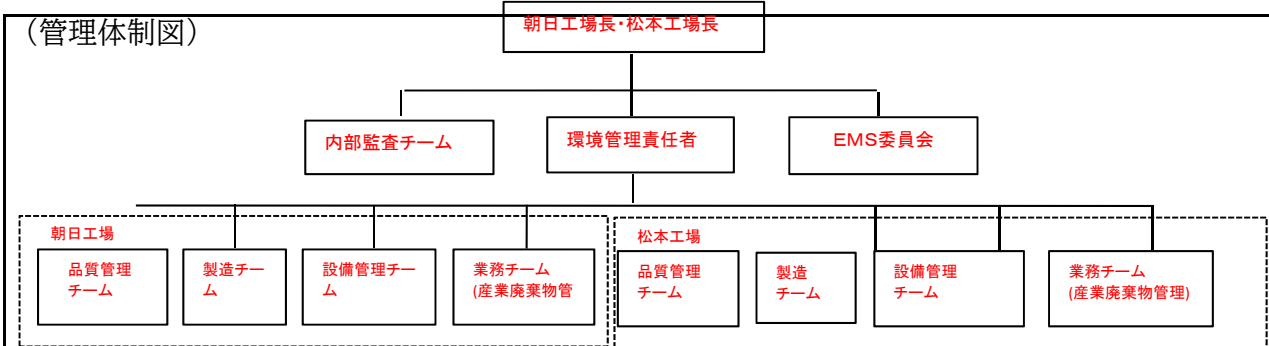 (管理体制図)
朝日工場長・松本工場長
内部監査チーム
環境管理責任者
EMS委員会
朝日工場
品質管理
チーム
製造チー
ム
設備管理チー
ム
業務チーム
(産業廃棄物管
松本工場
品質管理
チーム
製造
チーム
設備管理
チーム
業務チーム
(産業廃棄物管理)